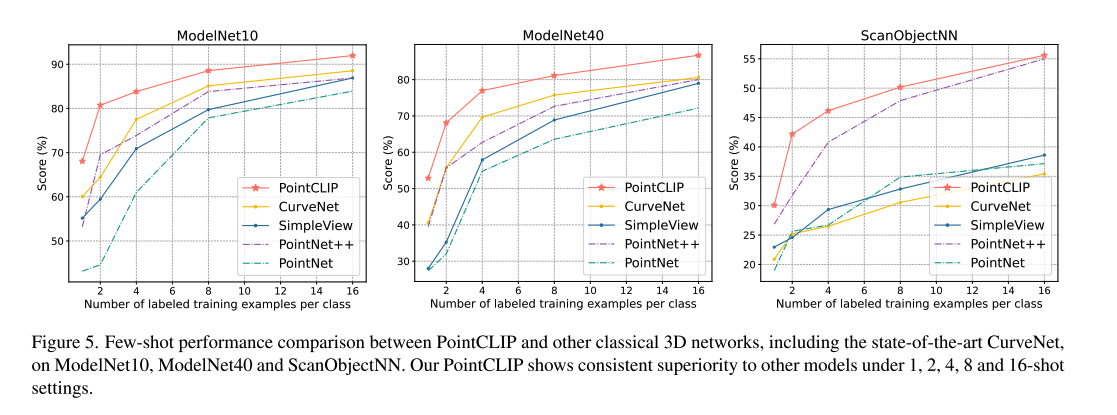 ModelNet10
90
80
70
60
50
Score (%)
PointCLIP
CurveNet
SimpleView
PointNet++
PointNet
2 4 6 8 10 12 14 16
Number of labeled training examples per class
ModelNet40
80
70
60
50
40
30
Score (%)
PointCLIP
CurveNet
SimpleView
PointNet++
PointNet
2 4 6 8 10 12 14 16
Number of labeled training examples per class
ScanObjectNN
55
50
45
40
35
30
25
20
Score (%)
PointCLIP
CurveNet
SimpleView
PointNet++
PointNet
2 4 6 8 10 12 14 16
Number of labeled training examples per class
Figure 5. Few-shot performance comparison between PointCLIP and other classical 3D networks, including the state-of-the-art CurveNet,
on ModelNet10, ModelNet40 and ScanObjectNN. Our PointCLIP shows consistent superiority to other models under 1, 2, 4, 8 and 16-shot
settings.